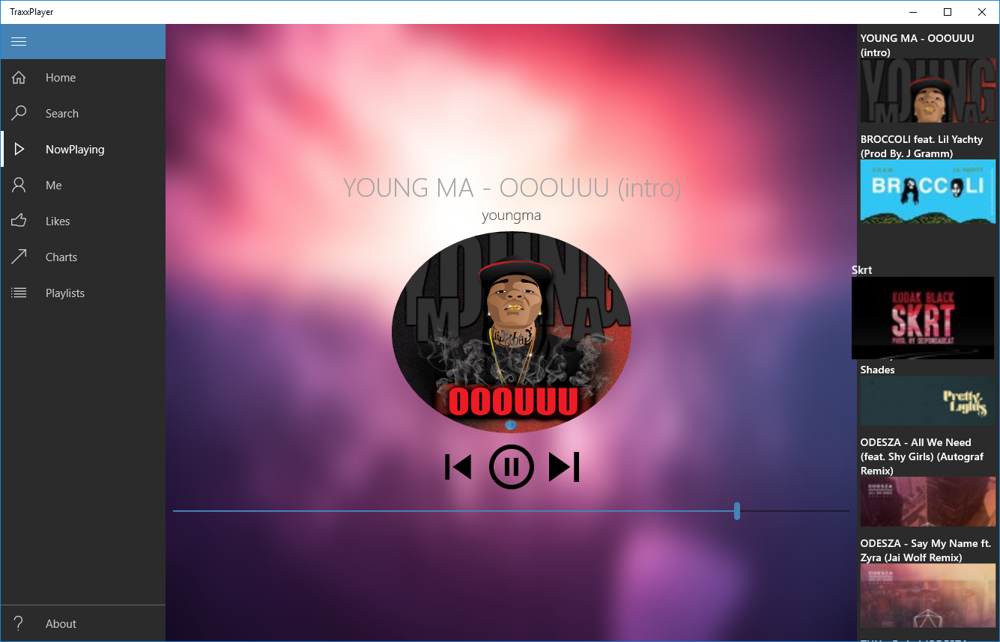 TraxxPlayer
Home
Search
NowPlaying
Me
Likes
Charts
Playlists
About
YOUNG MA - OOOUUU (intro)
youngma
YOUNG
M A
OOOUUU
YOUNG MA - OOOUUU
(intro)
YOUNG
M A
BROCCOLI feat. Lil Yachty
(Prod By. J Gramm)
BROCCOLI
Skrt
KODAK BLACK
SKRT
Shades
Pretty
Lights
ODESZA - All We Need
(feat. Shy Girls) (Autograf
Remix)
ODESZA
ODESZA - Say My Name ft.
Zyra (Jai Wolf Remix)
ODESZA